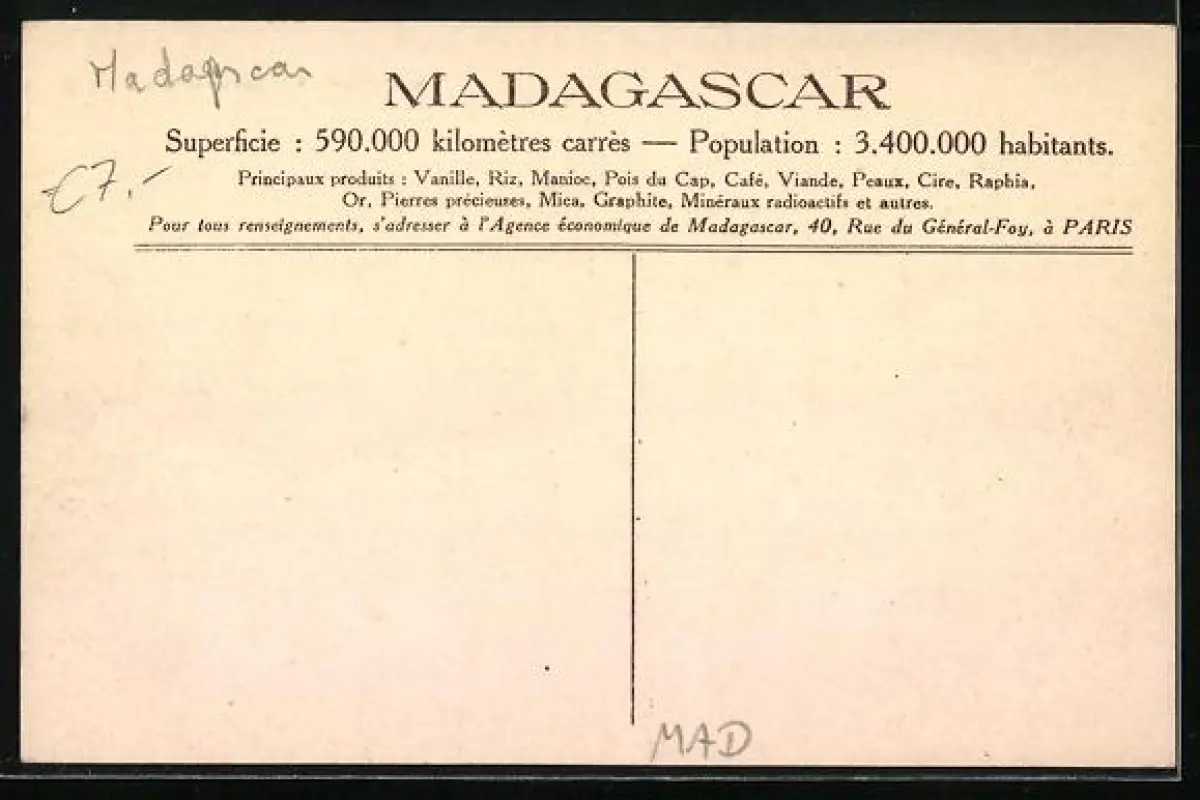 Madagascar
MADAGASCAR
Superficie : 590.000 kilomètres carrès — Population : 3.400.000 habitants.
€7.-
Principaux produits : Vanille, Riz, Manioc, Pois du Cap, Café, Viande, Peaux, Cire, Raphia,
Or, Pierres précieuses, Mica, Graphite, Minéraux radioactifs et autres.
Pour tous renseignements, s'adresser à l'Agence économique de Madagascar, 40, Rue du Général-Foy, à PARIS
MAD